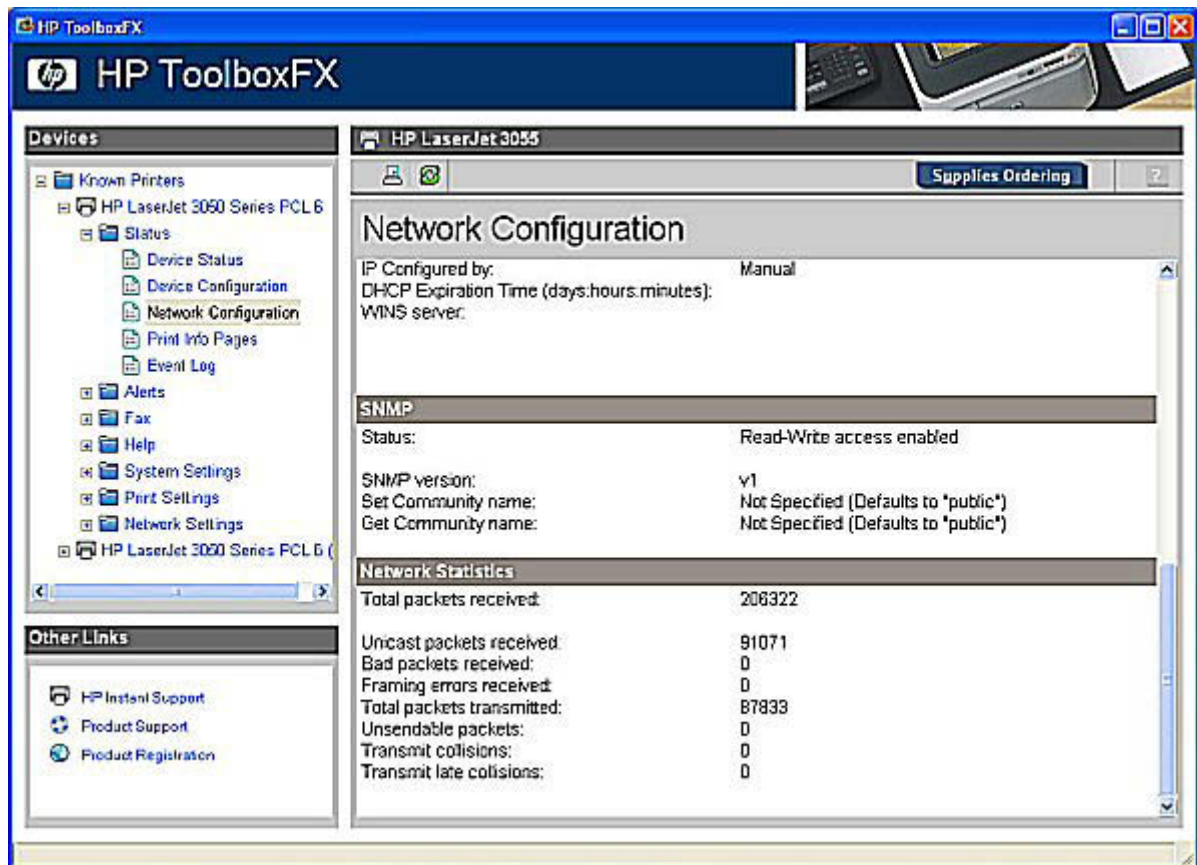 HP ToolboxFX
hp HP ToolboxFX
Devices
Known Printers
HP LaserJet 3050 Series PCL 6
Status
Device Status
Device Configuration
Network Configuration
Print Info Pages
Event Log
Alerts
Fax
Help
System Settings
Print Settings
Network Settings
HP LaserJet 3050 Series PCL 6 (
Other Links
HP Instant Support
Product Support
Product Registration
HP LaserJet 3055
Supplies Ordering ?
Network Configuration
IP Configured by: Manual
DHCP Expiration Time (days:hours:minutes):
WINS server:
SNMP
Status: Read-Write access enabled
SNMP version: v1
Set Community name: Not Specified (Defaults to "public")
Get Community name: Not Specified (Defaults to "public")
Network Statistics
Total packets received: 206322
Unicast packets received: 91071
Bad packets received: 0
Framing errors received: 0
Total packets transmitted: 87833
Unsendable packets: 0
Transmit collisions: 0
Transmit late collisions: 0